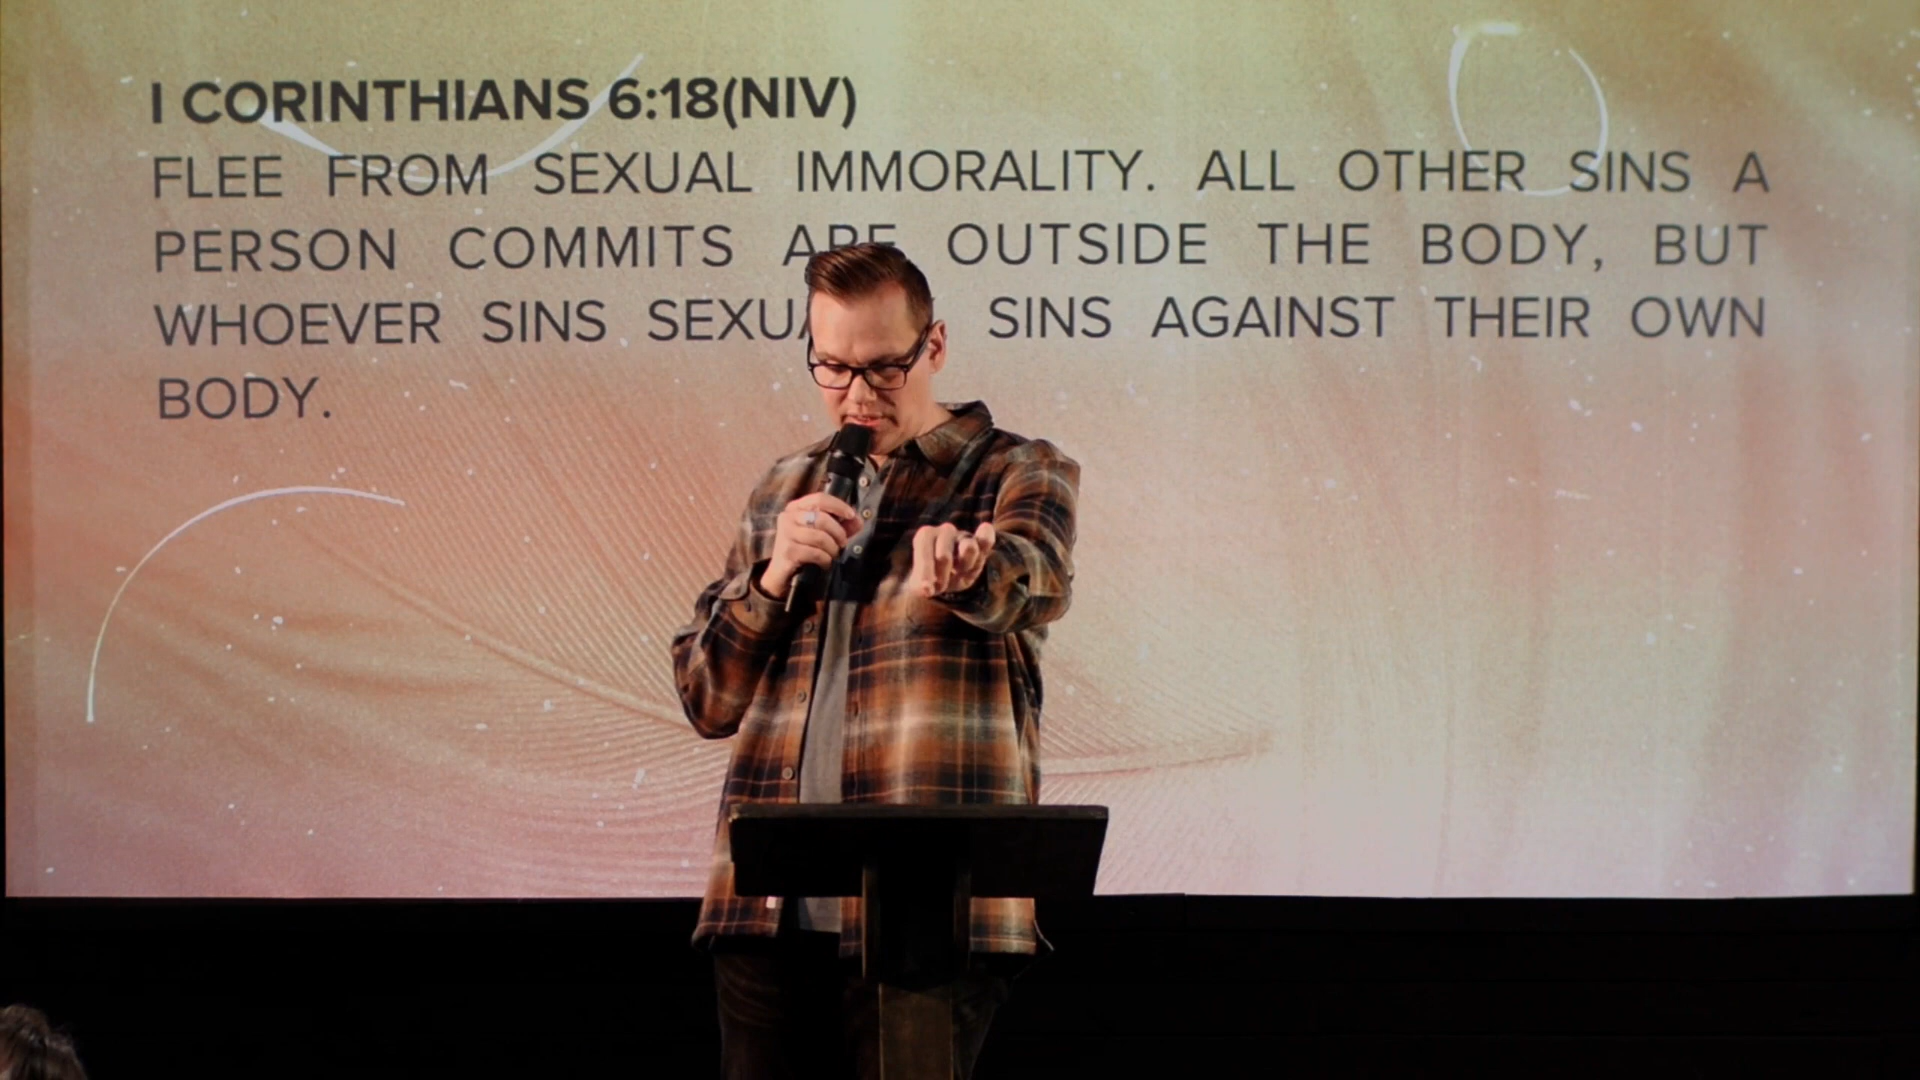 I CORINTHIANS 6:18(NIV)
FLEE FROM SEXUAL IMMORALITY. ALL OTHER SINS A
PERSON COMMITS ARE OUTSIDE THE BODY, BUT
WHOEVER SINS SINS AGAINST THEIR OWN
BODY.